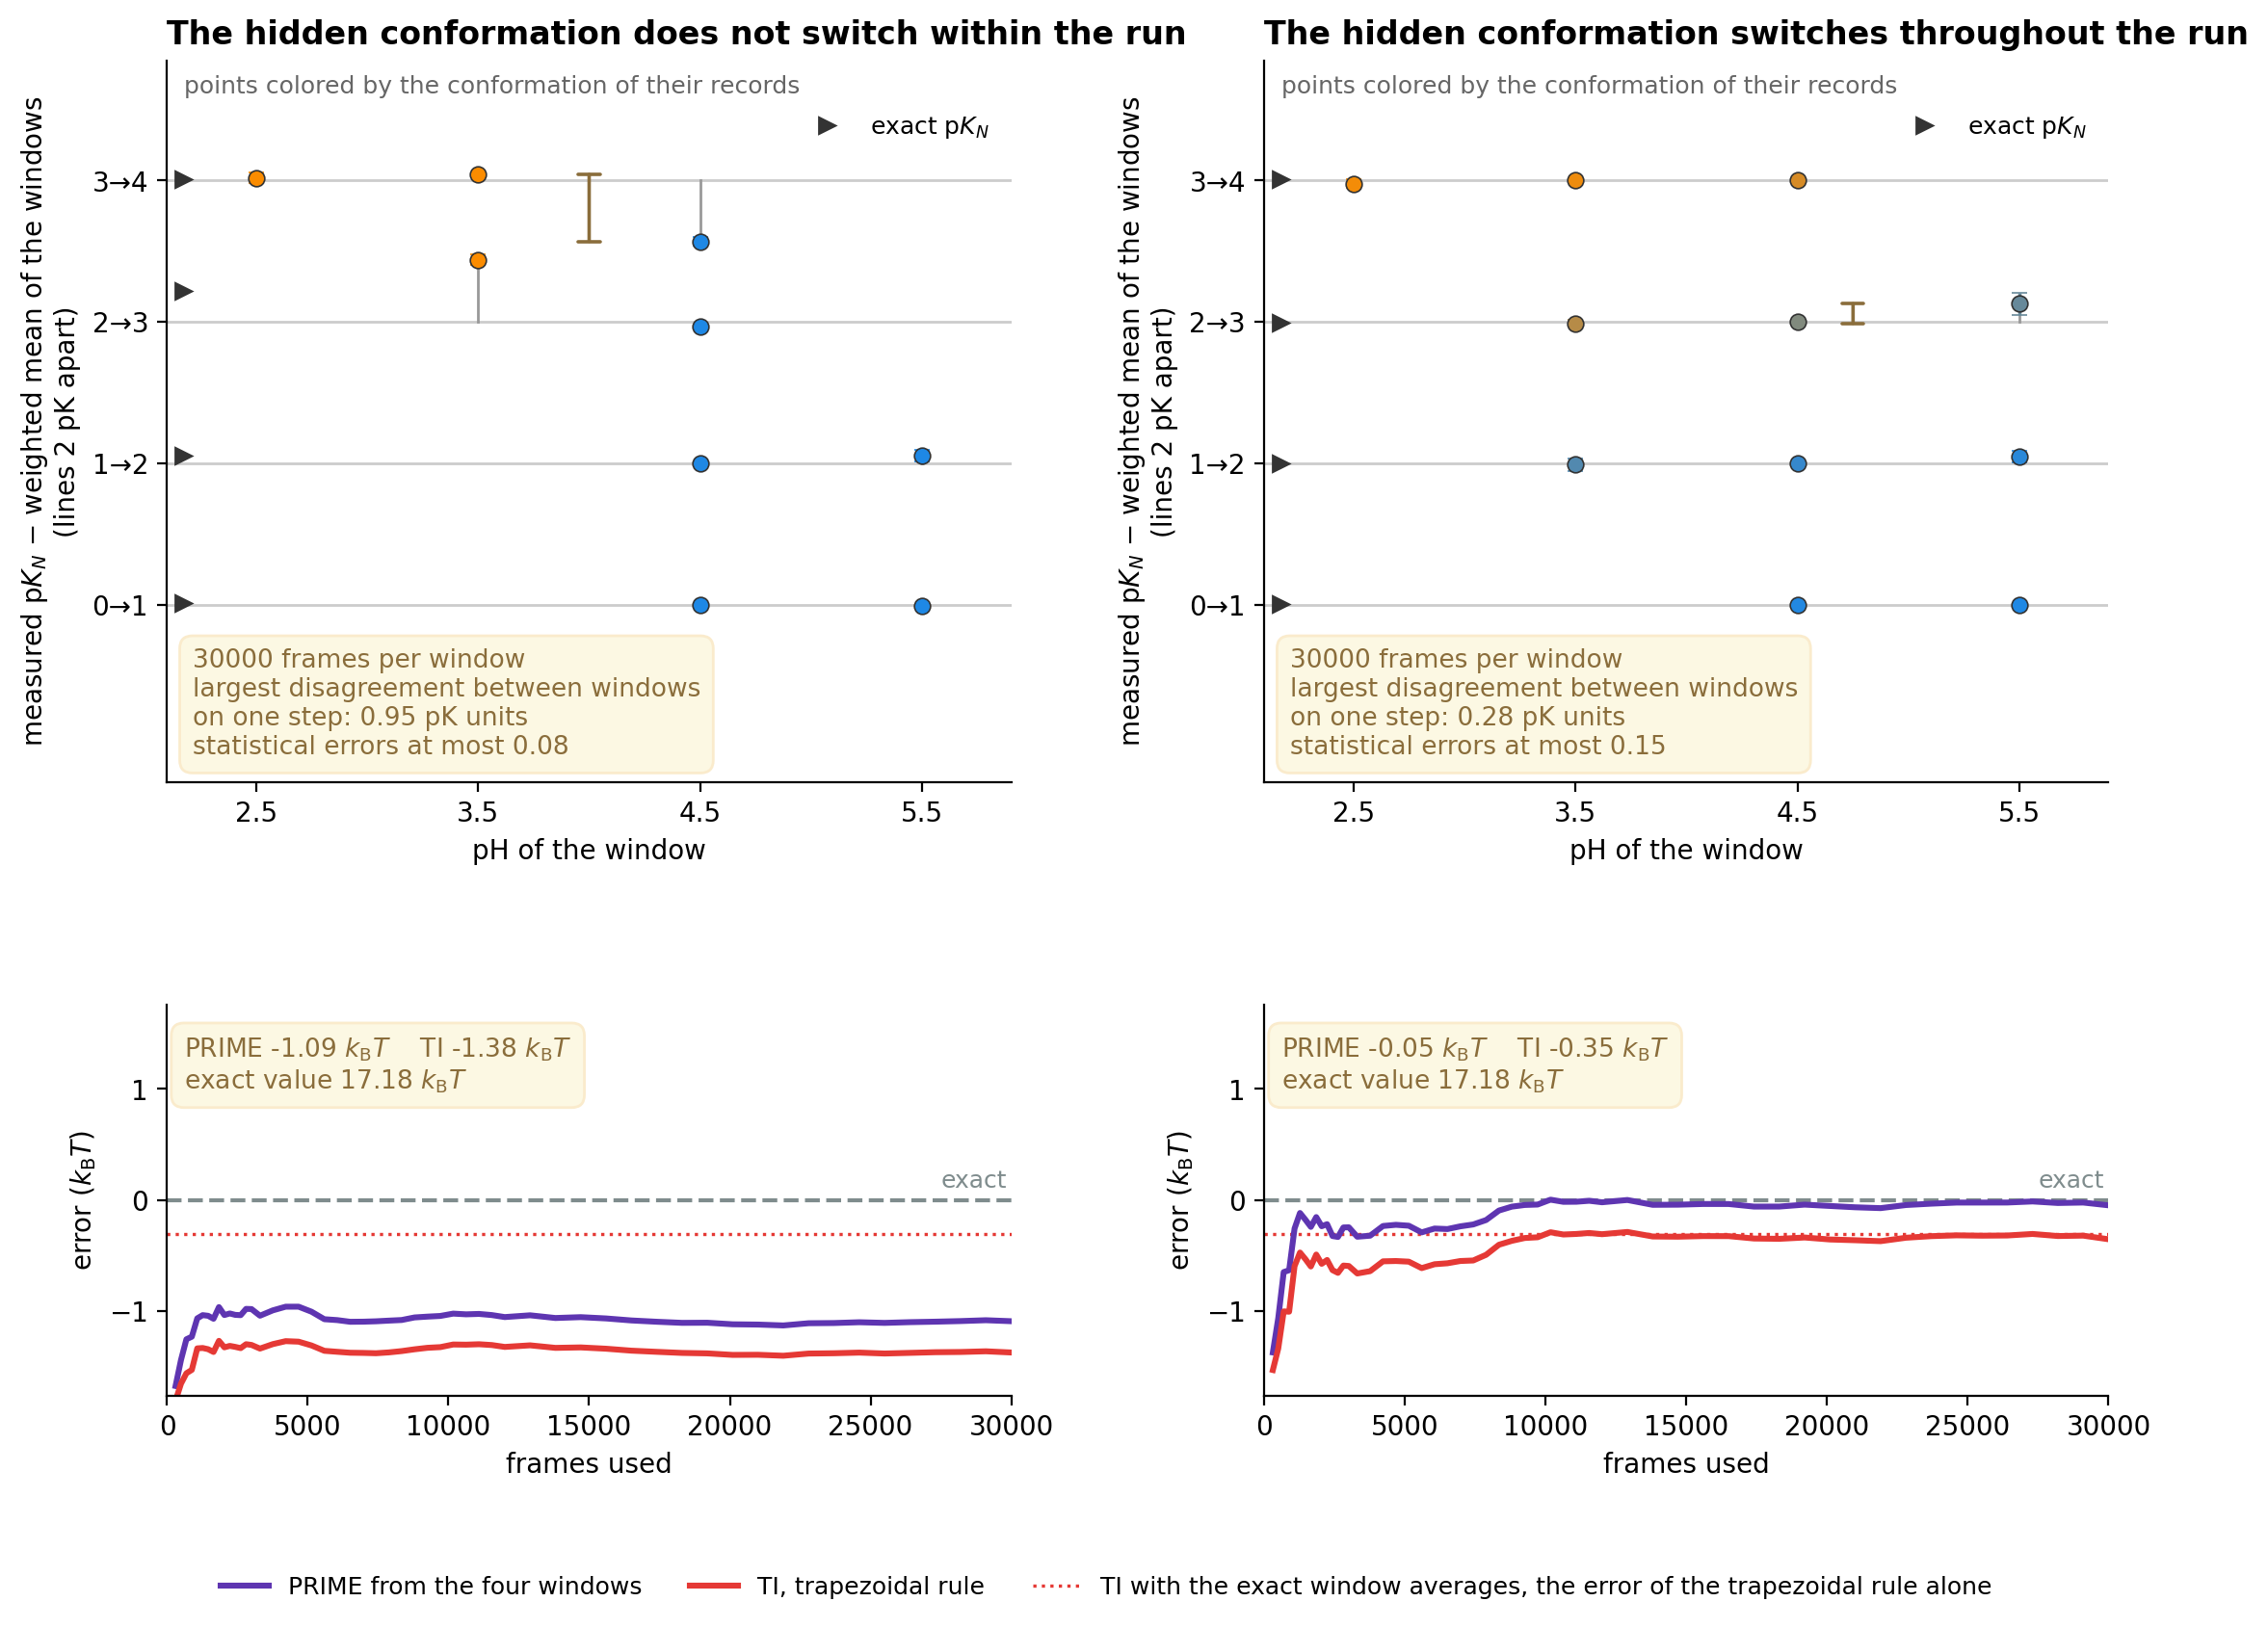 The hidden conformation does not switch within the run
points colored by the conformation of their records
exact pK_N
measured pK_N − weighted mean of the windows
(lines 2 pK apart)
3→4
2→3
1→2
0→1
30000 frames per window
largest disagreement between windows
on one step: 0.95 pK units
statistical errors at most 0.08
2.5 3.5 4.5 5.5
pH of the window
The hidden conformation switches throughout the run
points colored by the conformation of their records
exact pK_N
measured pK_N − weighted mean of the windows
(lines 2 pK apart)
3→4
2→3
1→2
0→1
30000 frames per window
largest disagreement between windows
on one step: 0.28 pK units
statistical errors at most 0.15
2.5 3.5 4.5 5.5
pH of the window
PRIME -1.09 k_BT TI -1.38 k_BT
exact value 17.18 k_BT
error (k_BT)
1
0
−1
exact
0 5000 10000 15000 20000 25000 30000
frames used
PRIME -0.05 k_BT TI -0.35 k_BT
exact value 17.18 k_BT
error (k_BT)
1
0
−1
exact
0 5000 10000 15000 20000 25000 30000
frames used
PRIME from the four windows TI, trapezoidal rule TI with the exact window averages, the error of the trapezoidal rule alone